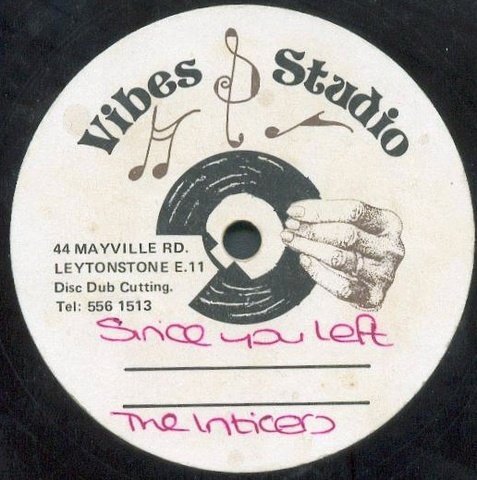 Vibes Studio
44 MAYVILLE RD.
LEYTONSTONE E.11
Disc Dub Cutting.
Tel: 556 1513
Since you Left
The Inticers